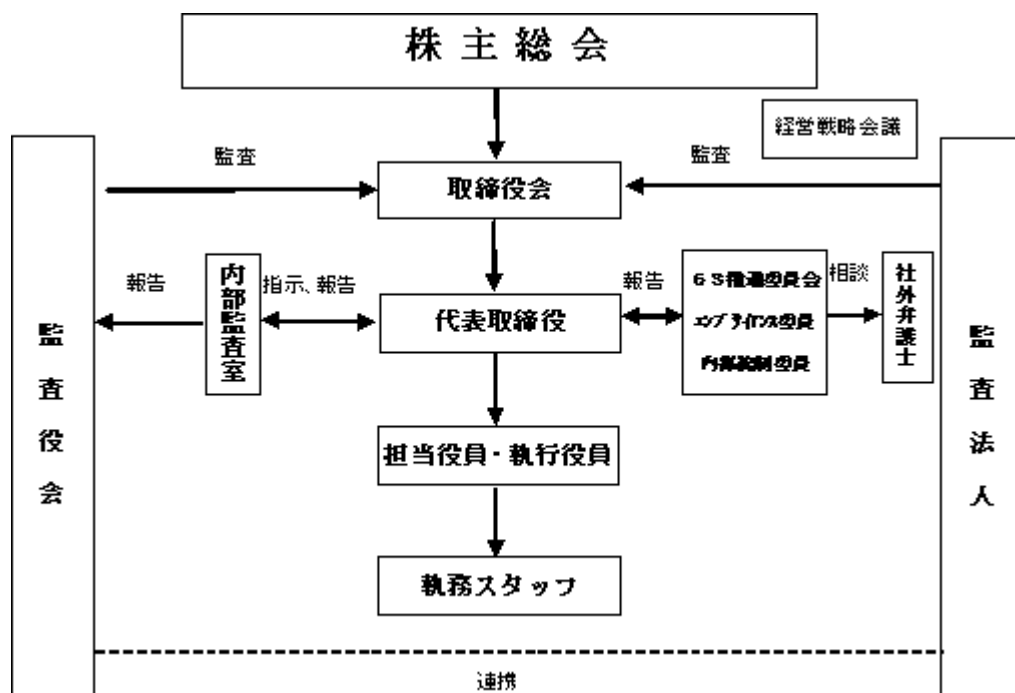 株主総会
経営戦略会議
監査
監査
取締役会
報告
内部監査室
指示、報告
代表取締役
報告
6S推進委員会
コンプライアンス委員
内部統制委員
相談
社外弁護士
監査役会
監査法人
担当役員・執行役員
執務スタッフ
連携